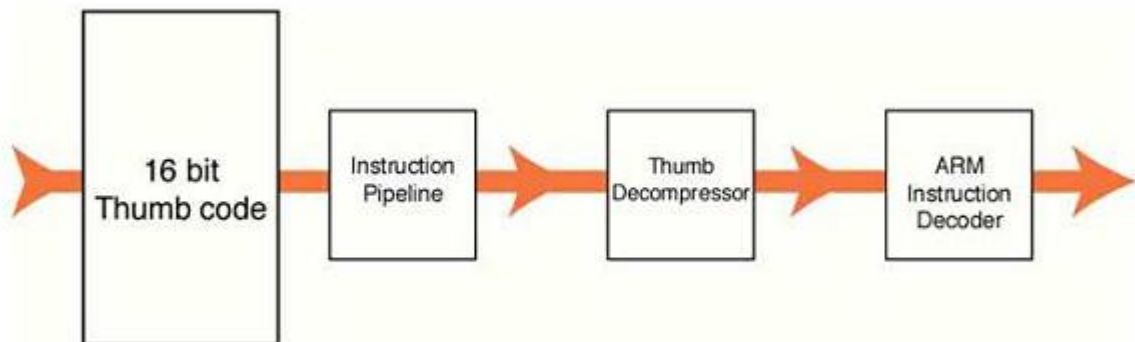 16 bit
Thumb code
Instruction
Pipeline
Thumb
Decompressor
ARM
Instruction
Decoder